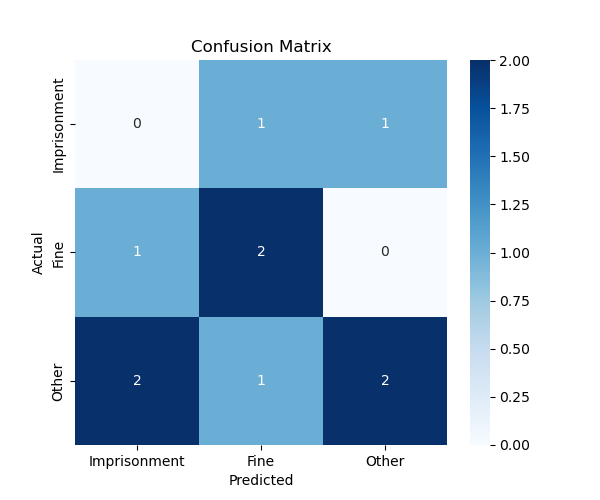 Confusion Matrix
Imprisonment
Fine
Other
Actual
0 1 1
1 2 0
2 1 2
Imprisonment Fine Other
Predicted
2.00
1.75
1.50
1.25
1.00
0.75
0.50
0.25
0.00